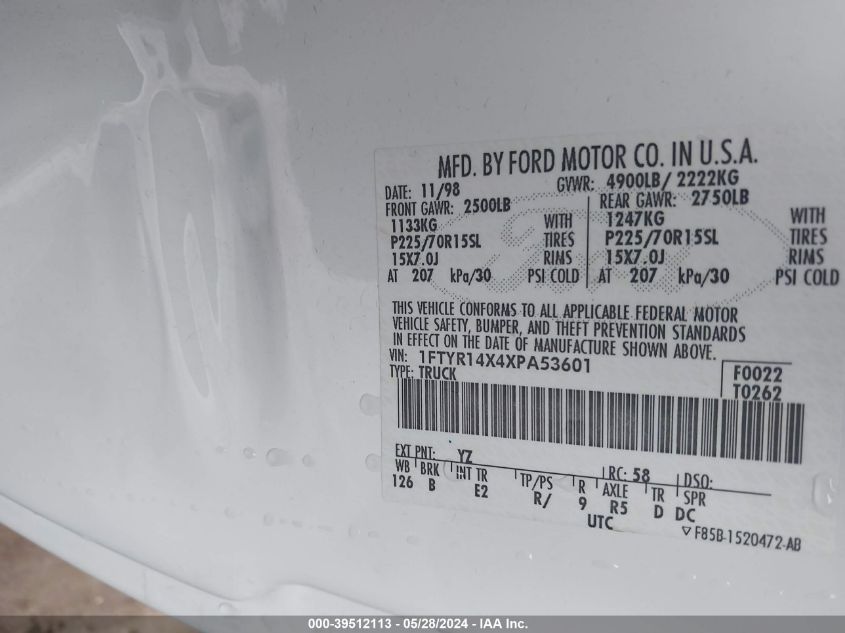 MFD. BY FORD MOTOR CO. IN U.S.A.
DATE: 11/98 GVWR: 4900LB/ 2222KG
FRONT GAWR: 2500LB REAR GAWR: 2750LB
1133KG WITH 1247KG WITH
P225/70R15SL TIRES P225/70R15SL TIRES
15X7.0J RIMS 15X7.0J RIMS
AT 207 kPa/30 PSI COLD AT 207 kPa/30 PSI COLD
THIS VEHICLE CONFORMS TO ALL APPLICABLE FEDERAL MOTOR
VEHICLE SAFETY, BUMPER, AND THEFT PREVENTION STANDARDS
IN EFFECT ON THE DATE OF MANUFACTURE SHOWN ABOVE.
VIN: 1FTYR14X4XPA53601
TYPE: TRUCK
F0022
T0262
EXT PNT: YZ RC: 58 DSO:
WB BRK INT TR TP/PS R AXLE TR SPR
126 B E2 R/ 9 R5 D DC
UTC
F85B-1520472-AB
000-39512113 - 05/28/2024 - IAA Inc.